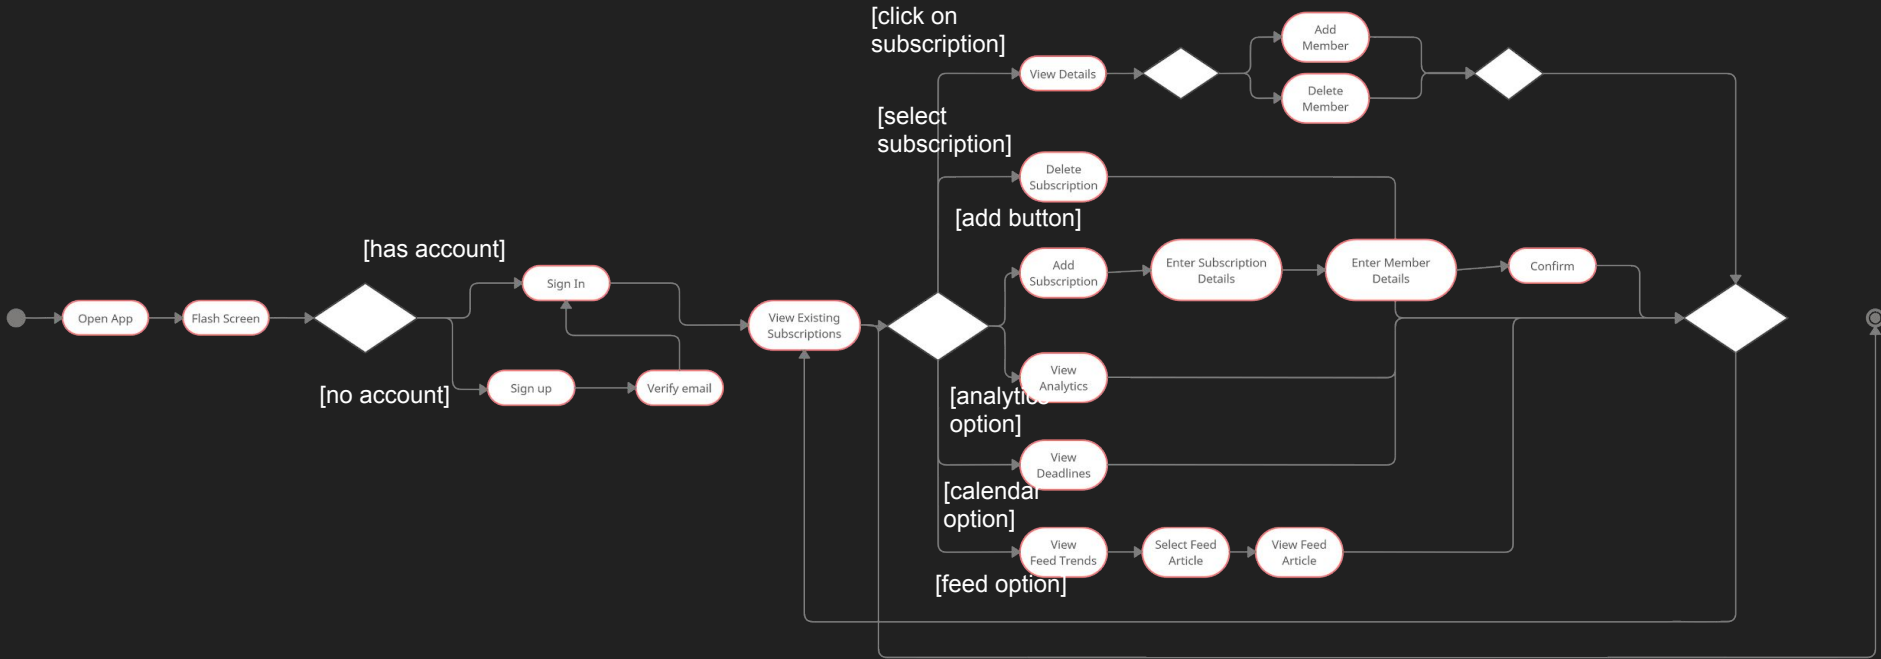 [click on
subscription]
View Details
Add
Member
Delete
Member
[select
subscription]
Delete
Subscription
[add button]
[has account]
Sign In
Open App
Flash Screen
[no account]
Sign up
Verify email
View Existing
Subscriptions
Add
Subscription
Enter Subscription
Details
Enter Member
Details
Confirm
View
Analytics
[analytics
option]
View
Deadlines
[calendar
option]
View
Feed Trends
Select Feed
Article
View Feed
Article
[feed option]